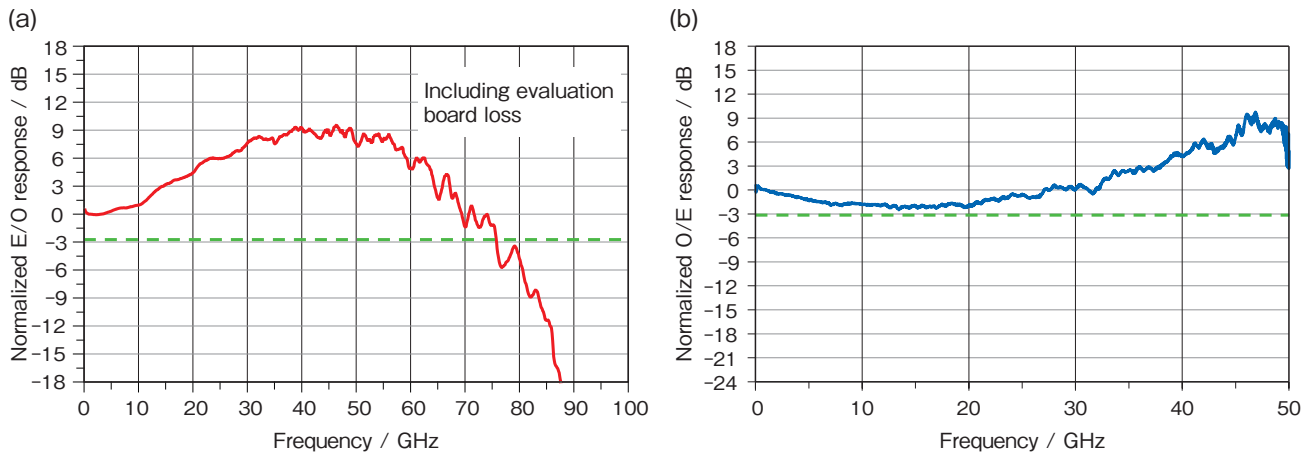 (a)
Normalized E/O response / dB
18
15
12
9
6
3
0
−3
−6
−9
−12
−15
−18
Including evaluation
board loss
0 10 20 30 40 50 60 70 80 90 100
Frequency / GHz
(b)
Normalized O/E response / dB
18
15
12
9
6
3
0
−3
−6
−9
−12
−15
−18
−21
−24
0 10 20 30 40 50
Frequency / GHz